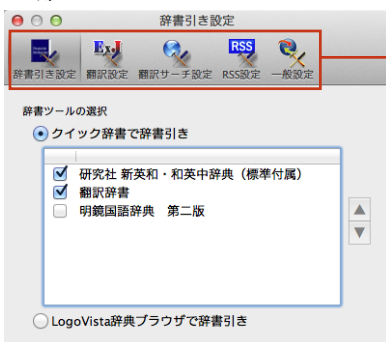 辞書引き設定
辞書引き設定 翻訳設定 翻訳サーチ設定 RSS設定 一般設定
辞書ツールの選択
クイック辞書で辞書引き
研究社 新英和・和英中辞典（標準付属）
翻訳辞書
明鏡国語辞典　第二版
LogoVista辞典ブラウザで辞書引き